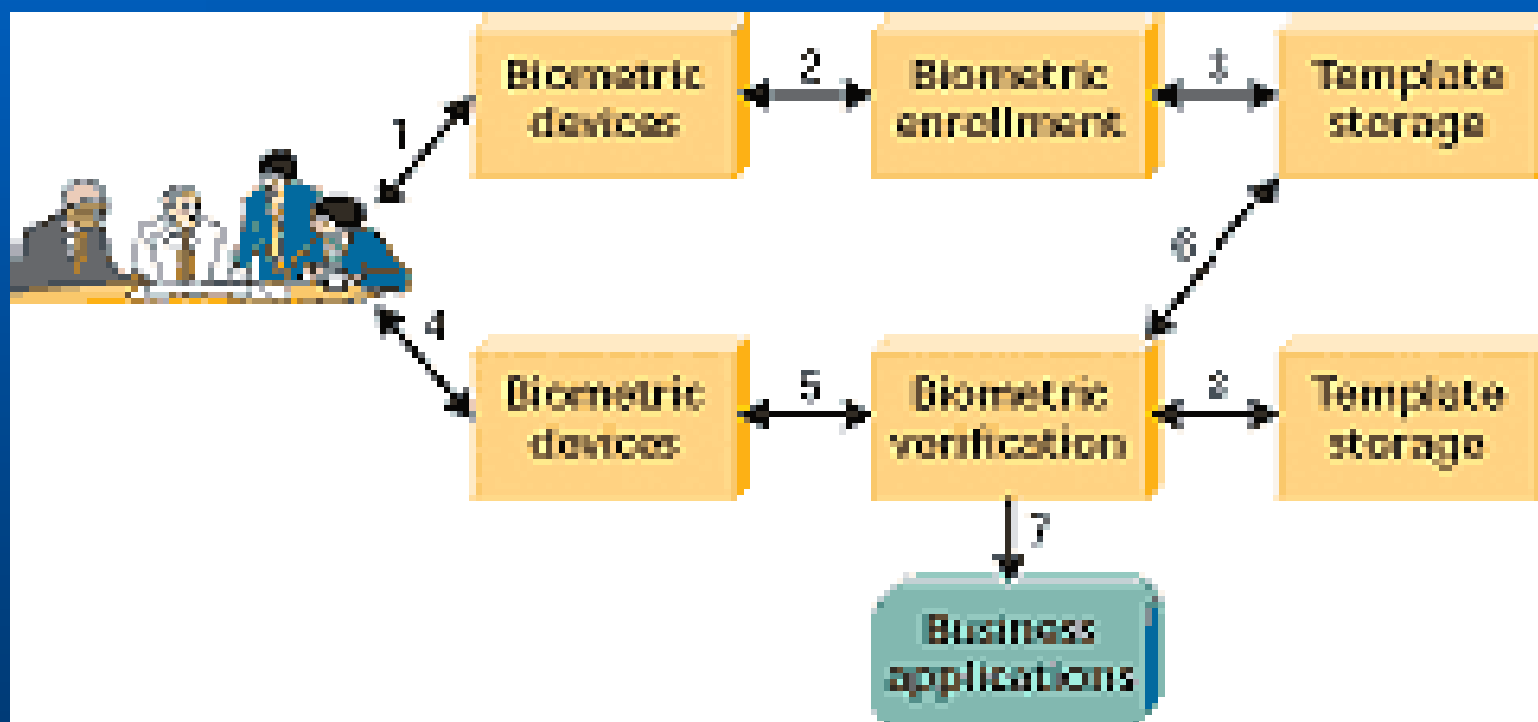 Biometric
devices
2
Biometric
enrollment
3
Template
storage
1
6
4
Biometric
devices
5
Biometric
verification
8
Template
storage
7
Business
applications